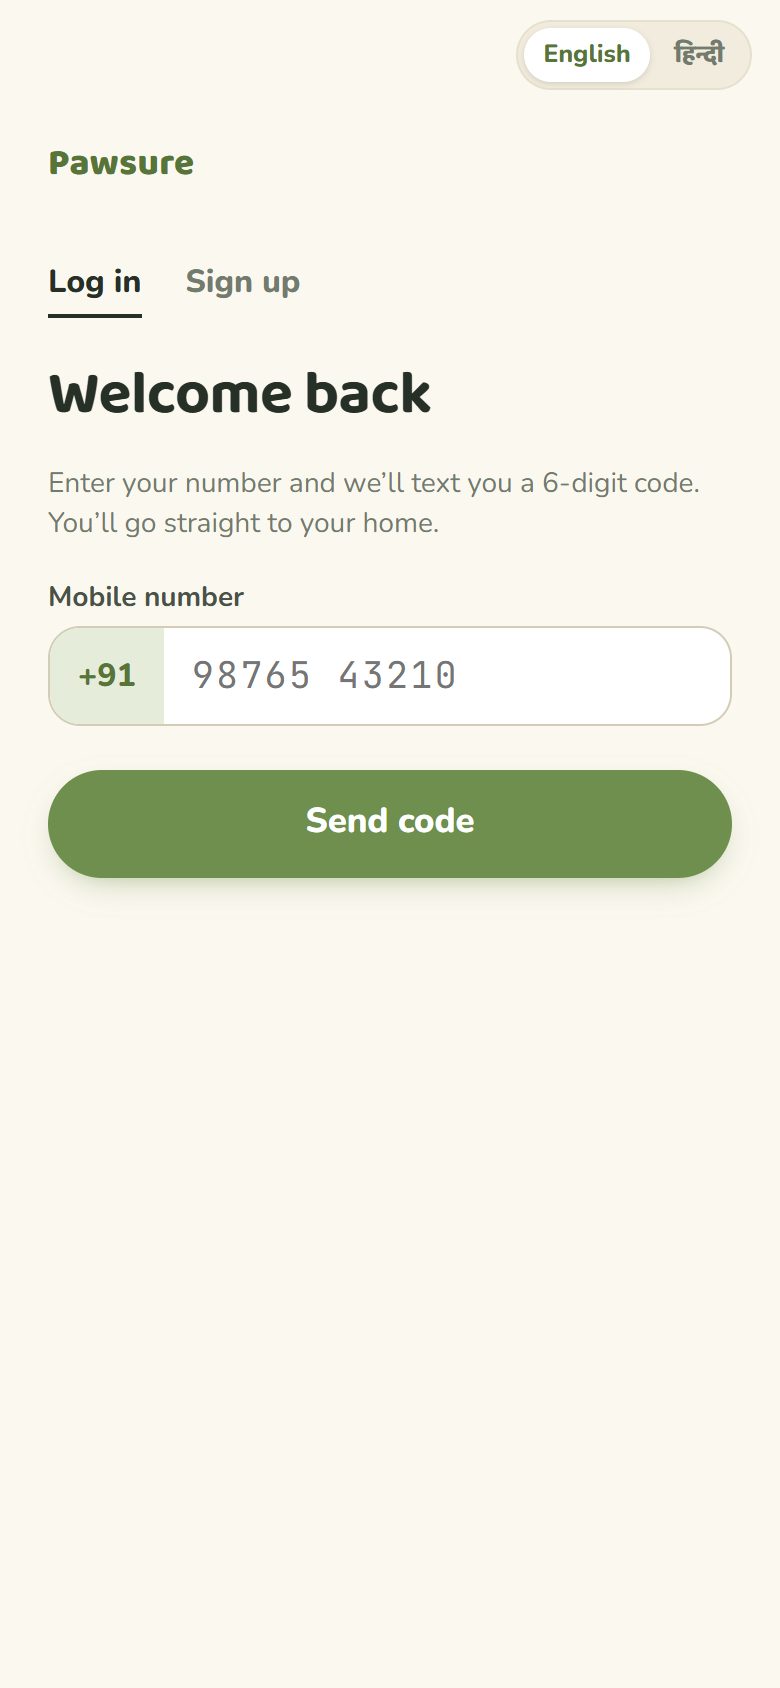 English हिन्दी
Pawsure
Log in Sign up
Welcome back
Enter your number and we’ll text you a 6-digit code.
You’ll go straight to your home.
Mobile number
+91 98765 43210
Send code